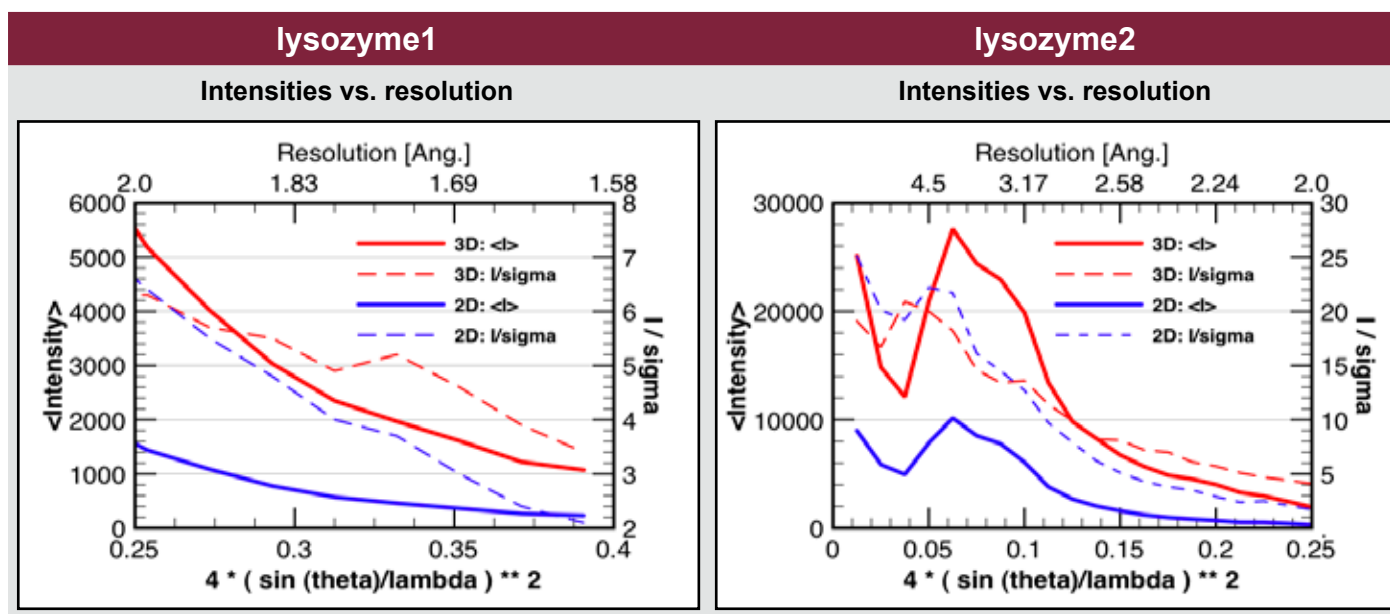 lysozyme1
lysozyme2
Intensities vs. resolution
Intensities vs. resolution
Resolution [Ang.]
2.0 1.83 1.69 1.58
6000 8
5000 7
4000 6
3000 5
2000 4
1000 3
0 2
<Intensity>
I / sigma
3D: <I>
3D: I/sigma
2D: <I>
2D: I/sigma
0.25 0.3 0.35 0.4
4 * ( sin (theta)/lambda ) ** 2
Resolution [Ang.]
4.5 3.17 2.58 2.24 2.0
30000 30
25
20000 20
15
10000 10
5
0
<Intensity>
I / sigma
3D: <I>
3D: I/sigma
2D: <I>
2D: I/sigma
0 0.05 0.1 0.15 0.2 0.25
4 * ( sin (theta)/lambda ) ** 2